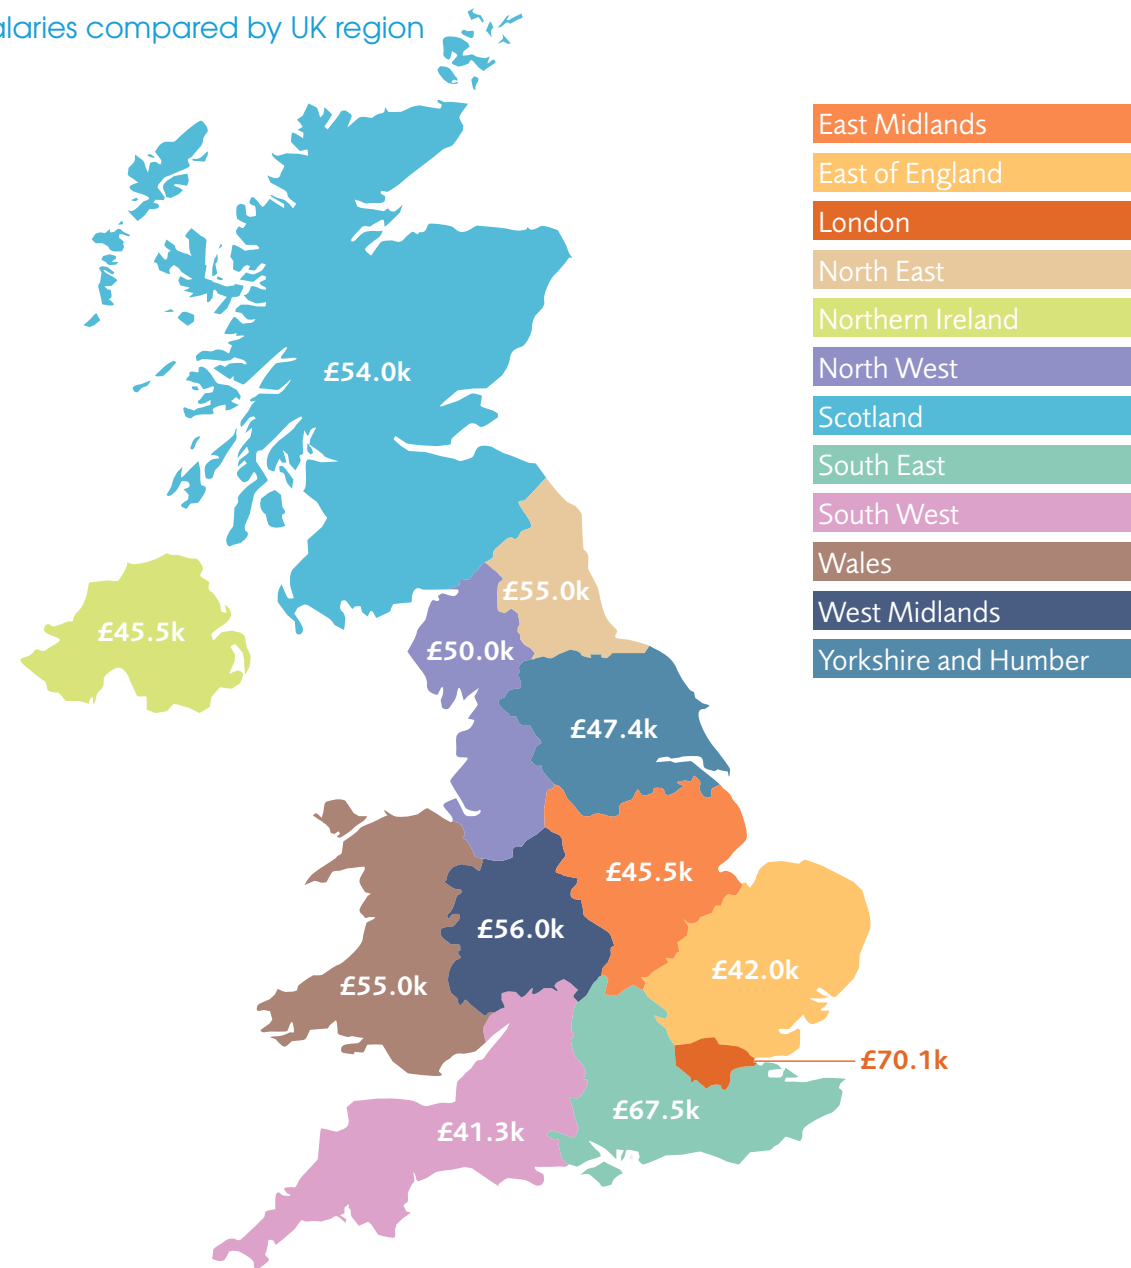 compared by UK region
East Midlands
East of England
London
North East
Northern Ireland
North West
Scotland
South East
South West
Wales
West Midlands
Yorkshire and Humber
£54.0k
£55.0k
£45.5k
£50.0k
£47.4k
£45.5k
£56.0k
£42.0k
£55.0k
£70.1k
£67.5k
£41.3k